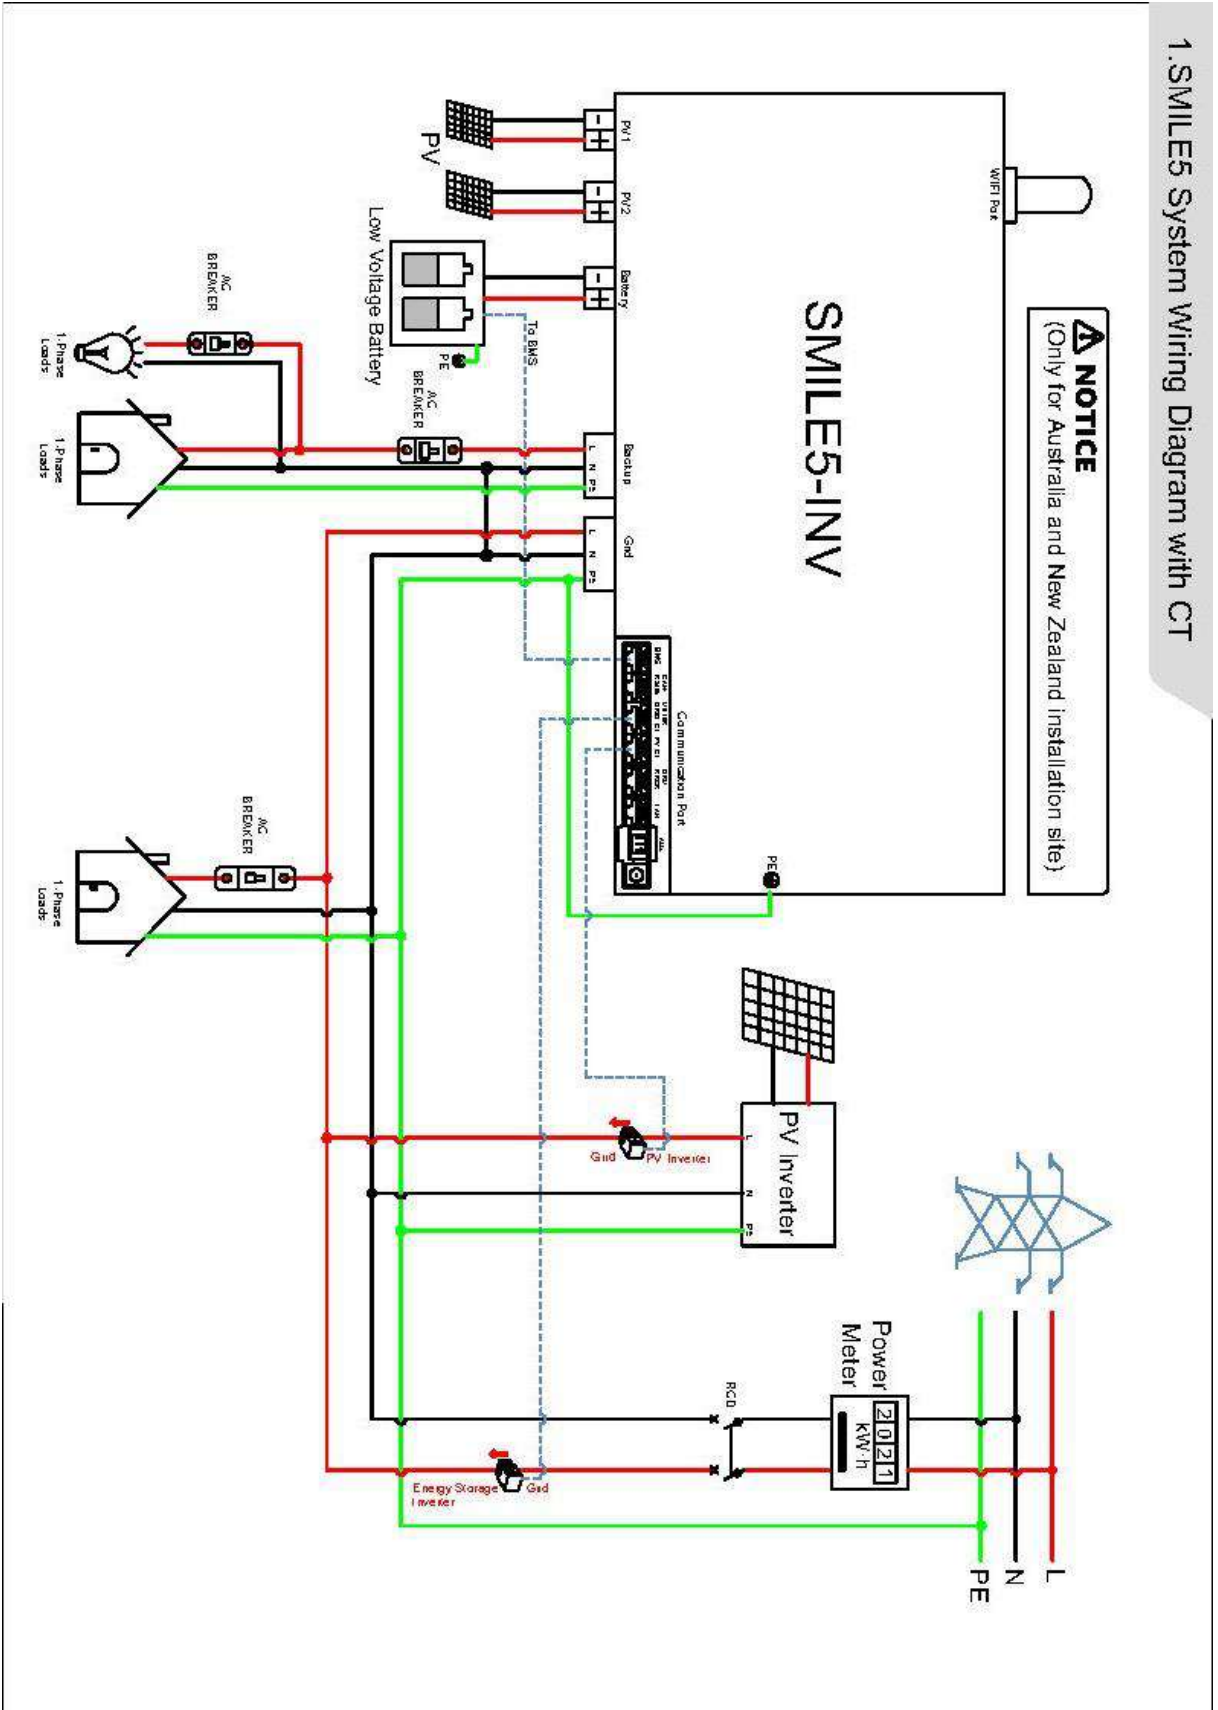 1.SMILE5 System Wiring Diagram with CT
NOTICE
(Only for Australia and New Zealand installation site)
WIFI Port
SMILE5-INV
PV1
PV2
Battery
Backup
Grid
- +
- +
- +
L N PE
L N PE
PV
Low Voltage Battery
To BMS
PE
AC
BREAKER
AC
BREAKER
1-Phase
Loads
1-Phase
Loads
Communication Port
BMS
PE
AC
BREAKER
1-Phase
Loads
PV Inverter
L N PE
Grid
PV Inverter
Power
Meter
2021
kW·h
RCD
Energy Storage
Inverter
Grid
L
N
PE